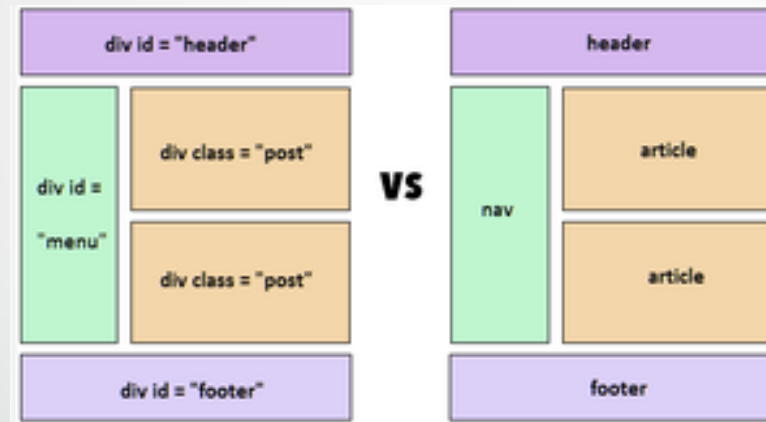 div id = "header"
div id =
"menu"
div class = "post"
div class = "post"
div id = "footer"
VS
header
nav
article
article
footer